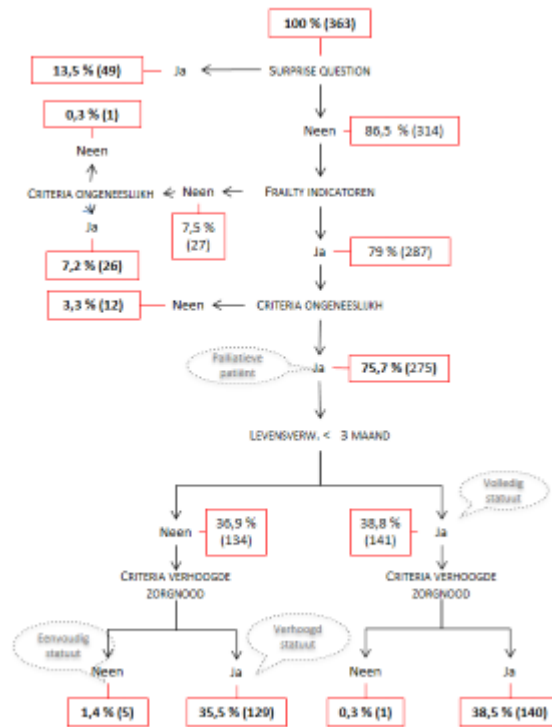 100 % (363)
13,5 % (49)
Ja
SURPRISE QUESTION
0,3 % (1)
Neen
86,5 % (314)
Neen
CRITERIA ONGENEESLIJKH
Neen
FRAILTY INDICATOREN
Ja
7,5 %
(27)
Ja
79 % (287)
7,2 % (26)
3,3 % (12)
Neen
CRITERIA ONGENEESLIJKH
Palliatieve
patiënt
Ja
75,7 % (275)
LEVENSVERW. < 3 MAAND
Volledig
statuut
Neen
36,9 %
(134)
38,8 %
(141)
Ja
CRITERIA VERHOOGDE
ZORGNOOD
CRITERIA VERHOOGDE
ZORGNOOD
Eenvoudig
statuut
Verhoogd
statuut
Neen
Ja
Neen
Ja
1,4 % (5)
35,5 % (129)
0,3 % (1)
38,5 % (140)